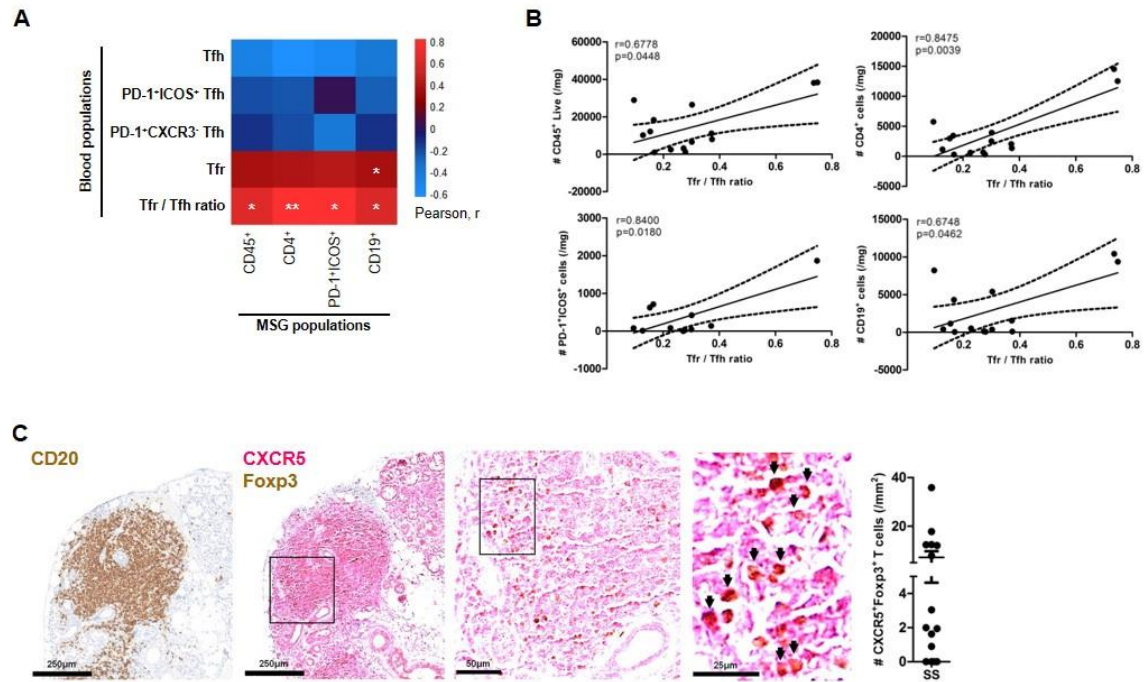 A
Blood populations
Tfh
PD-1⁺ICOS⁺ Tfh
PD-1⁺CXCR3⁻ Tfh
Tfr
Tfr / Tfh ratio
*
* ** * *
0.8
0.6
0.4
0.2
0
-0.2
-0.4
-0.6
Pearson, r
CD45⁺
CD4⁺
PD-1⁺ICOS⁺
CD19⁺
MSG populations
B
r=0.6778
p=0.0448
# CD45⁺ Live (/mg)
60000
40000
20000
0
-20000
0.2 0.4 0.6 0.8
Tfr / Tfh ratio
r=0.8475
p=0.0039
# CD4⁺ cells (/mg)
20000
15000
10000
5000
0
-5000
0.2 0.4 0.6 0.8
Tfr / Tfh ratio
r=0.8400
p=0.0180
# PD-1⁺ICOS⁺ cells (/mg)
3000
2000
1000
0
-1000
0.2 0.4 0.6 0.8
Tfr / Tfh ratio
r=0.6748
p=0.0462
# CD19⁺ cells (/mg)
15000
10000
5000
0
-5000
0.2 0.4 0.6 0.8
Tfr / Tfh ratio
C
CD20
250µm
CXCR5
Foxp3
250µm
50µm
25µm
# CXCR5⁺Foxp3⁺ T cells (/mm²)
40
20
4
2
0
SS